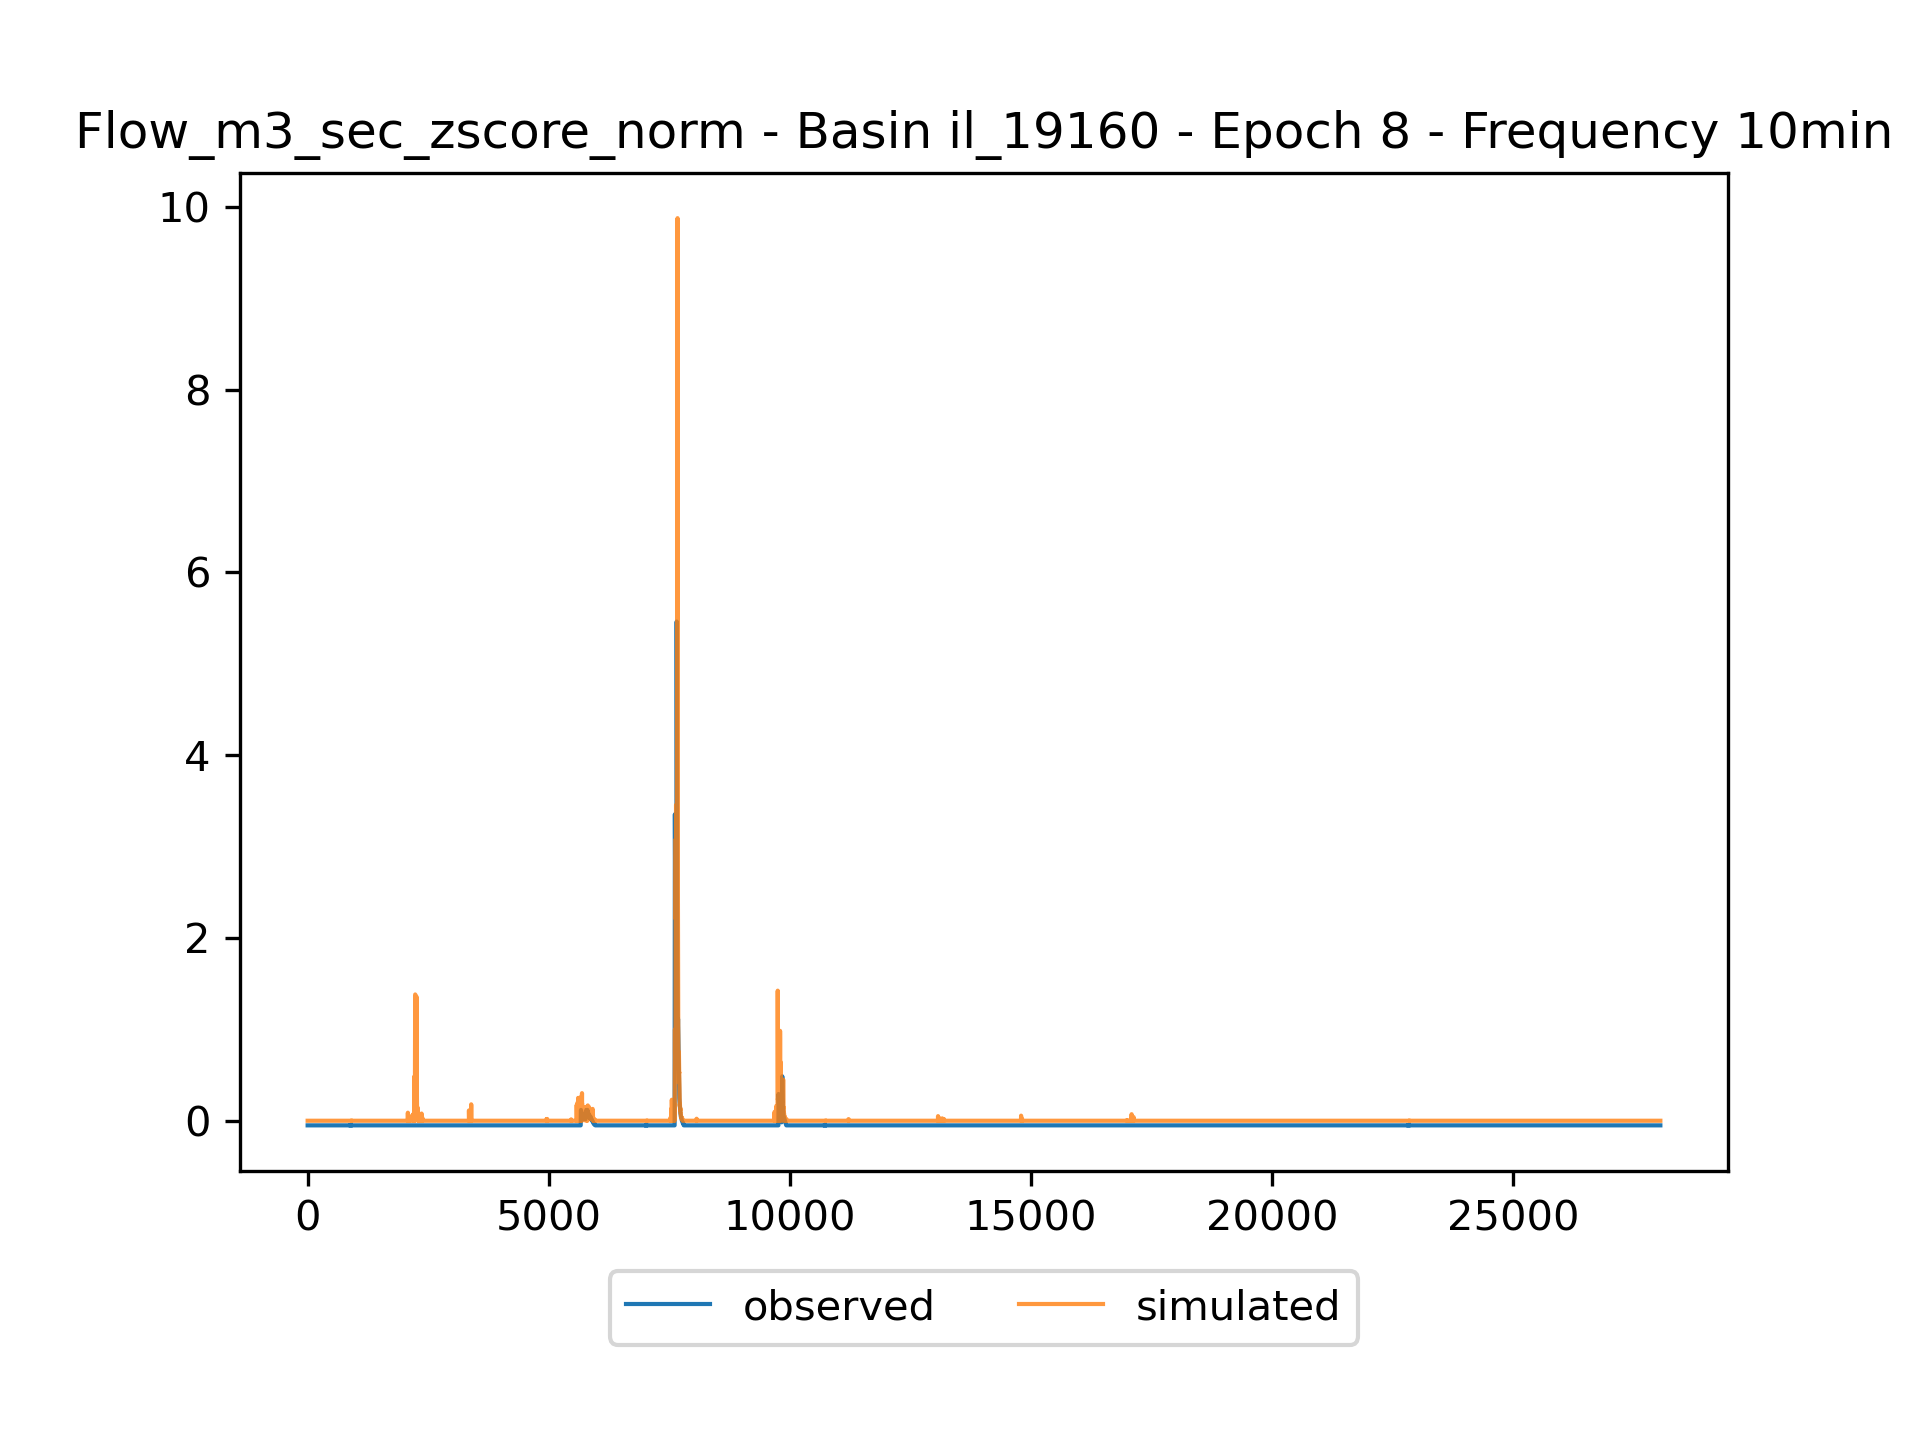 Flow_m3_sec_zscore_norm - Basin il_19160 - Epoch 8 - Frequency 10min
10
8
6
4
2
0
0 5000 10000 15000 20000 25000
observed simulated